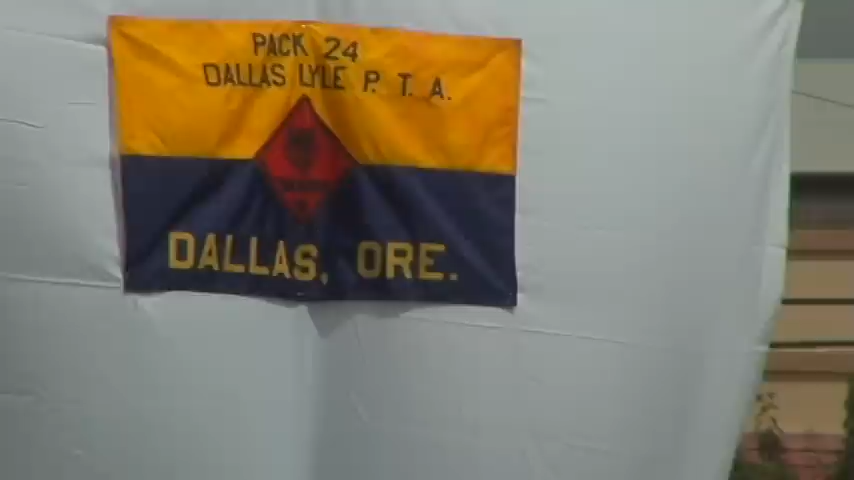 PACK 24
DALLAS LYLE P. T. A.
DALLAS, ORE.